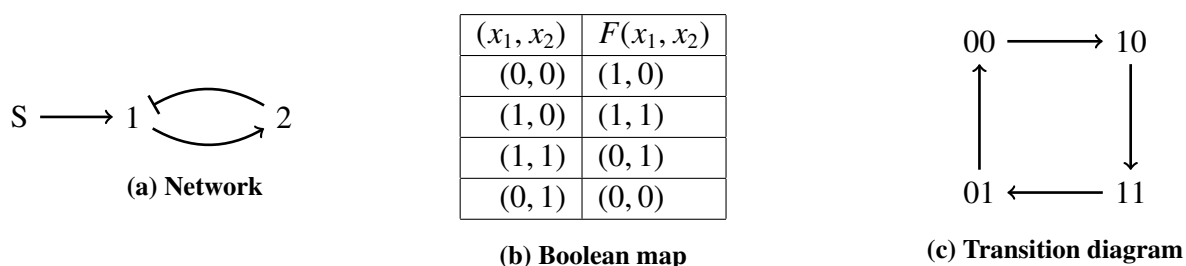 S 1 2
(a) Network
(x₁, x₂) F(x₁, x₂)
(0, 0) (1, 0)
(1, 0) (1, 1)
(1, 1) (0, 1)
(0, 1) (0, 0)
(b) Boolean map
00 10
01 11
(c) Transition diagram